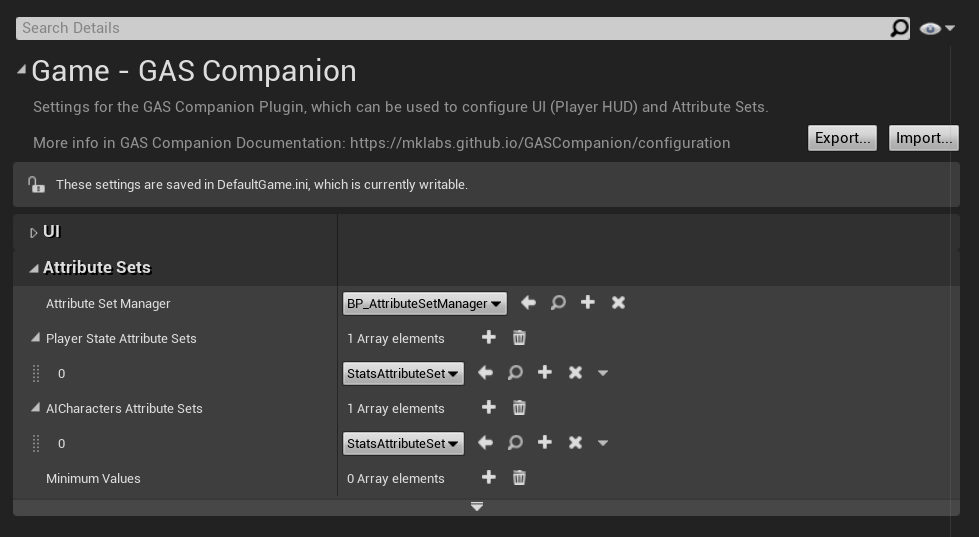 Search Details
Game - GAS Companion
Settings for the GAS Companion Plugin, which can be used to configure UI (Player HUD) and Attribute Sets.
More info in GAS Companion Documentation: https://mklabs.github.io/GASCompanion/configuration
Export... Import...
These settings are saved in DefaultGame.ini, which is currently writable.
UI
Attribute Sets
Attribute Set Manager BP_AttributeSetManager
Player State Attribute Sets 1 Array elements
0 StatsAttributeSet
AICharacters Attribute Sets 1 Array elements
0 StatsAttributeSet
Minimum Values 0 Array elements